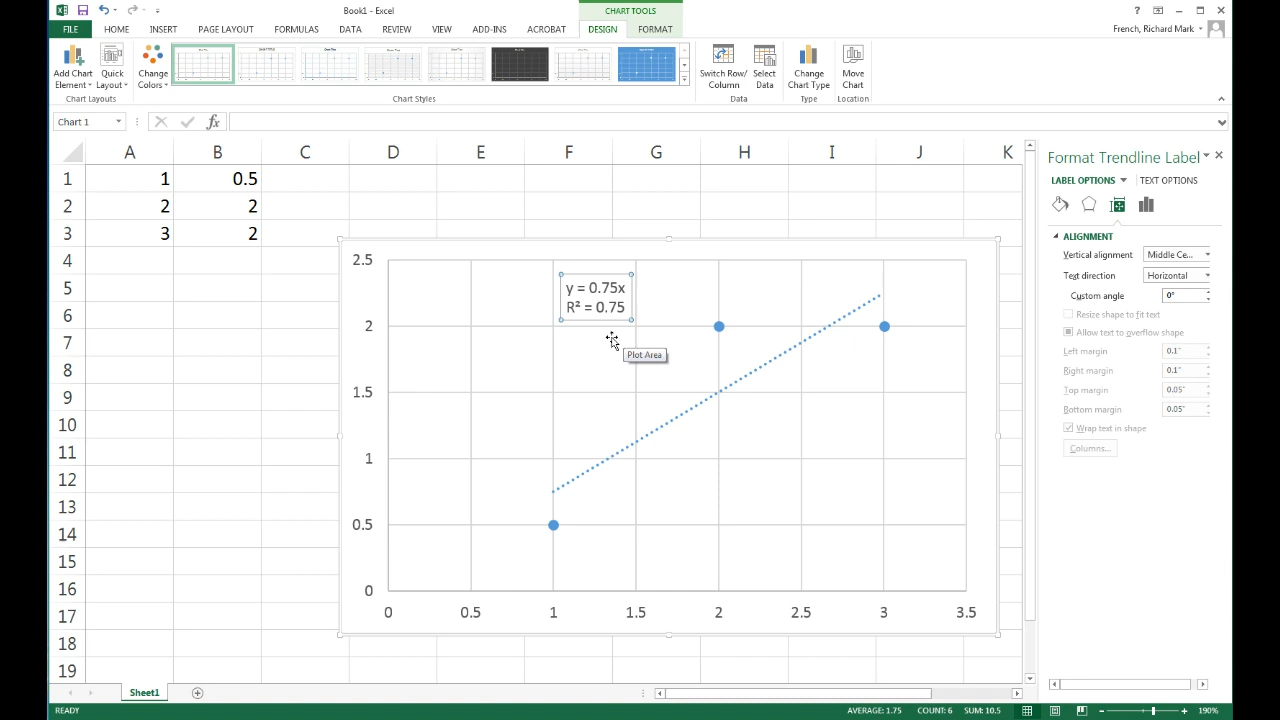 Book1 - Excel
CHART TOOLS
FILE HOME INSERT PAGE LAYOUT FORMULAS DATA REVIEW VIEW ADD-INS ACROBAT DESIGN FORMAT
French, Richard Mark
Add Chart Element
Quick Layout
Change Colors
Switch Row/ Column
Select Data
Change Chart Type
Move Chart
Chart Layouts
Chart Styles
Data
Type
Location
Chart 1
fx
A B C D E F G H I J K
1 1 0.5
2 2 2
3 3 2
4
5
6
7
8
9
10
11
12
13
14
15
16
17
18
19
2.5
2
1.5
1
0.5
0
0 0.5 1 1.5 2 2.5 3 3.5
y = 0.75x
R² = 0.75
Plot Area
Format Trendline Label
LABEL OPTIONS TEXT OPTIONS
ALIGNMENT
Vertical alignment Middle Ce...
Text direction Horizontal
Custom angle 0°
Resize shape to fit text
Allow text to overflow shape
Left margin 0.1"
Right margin 0.1"
Top margin 0.05"
Bottom margin 0.05"
Wrap text in shape
Columns...
Sheet1
READY
AVERAGE: 1.75 COUNT: 6 SUM: 10.5
190%